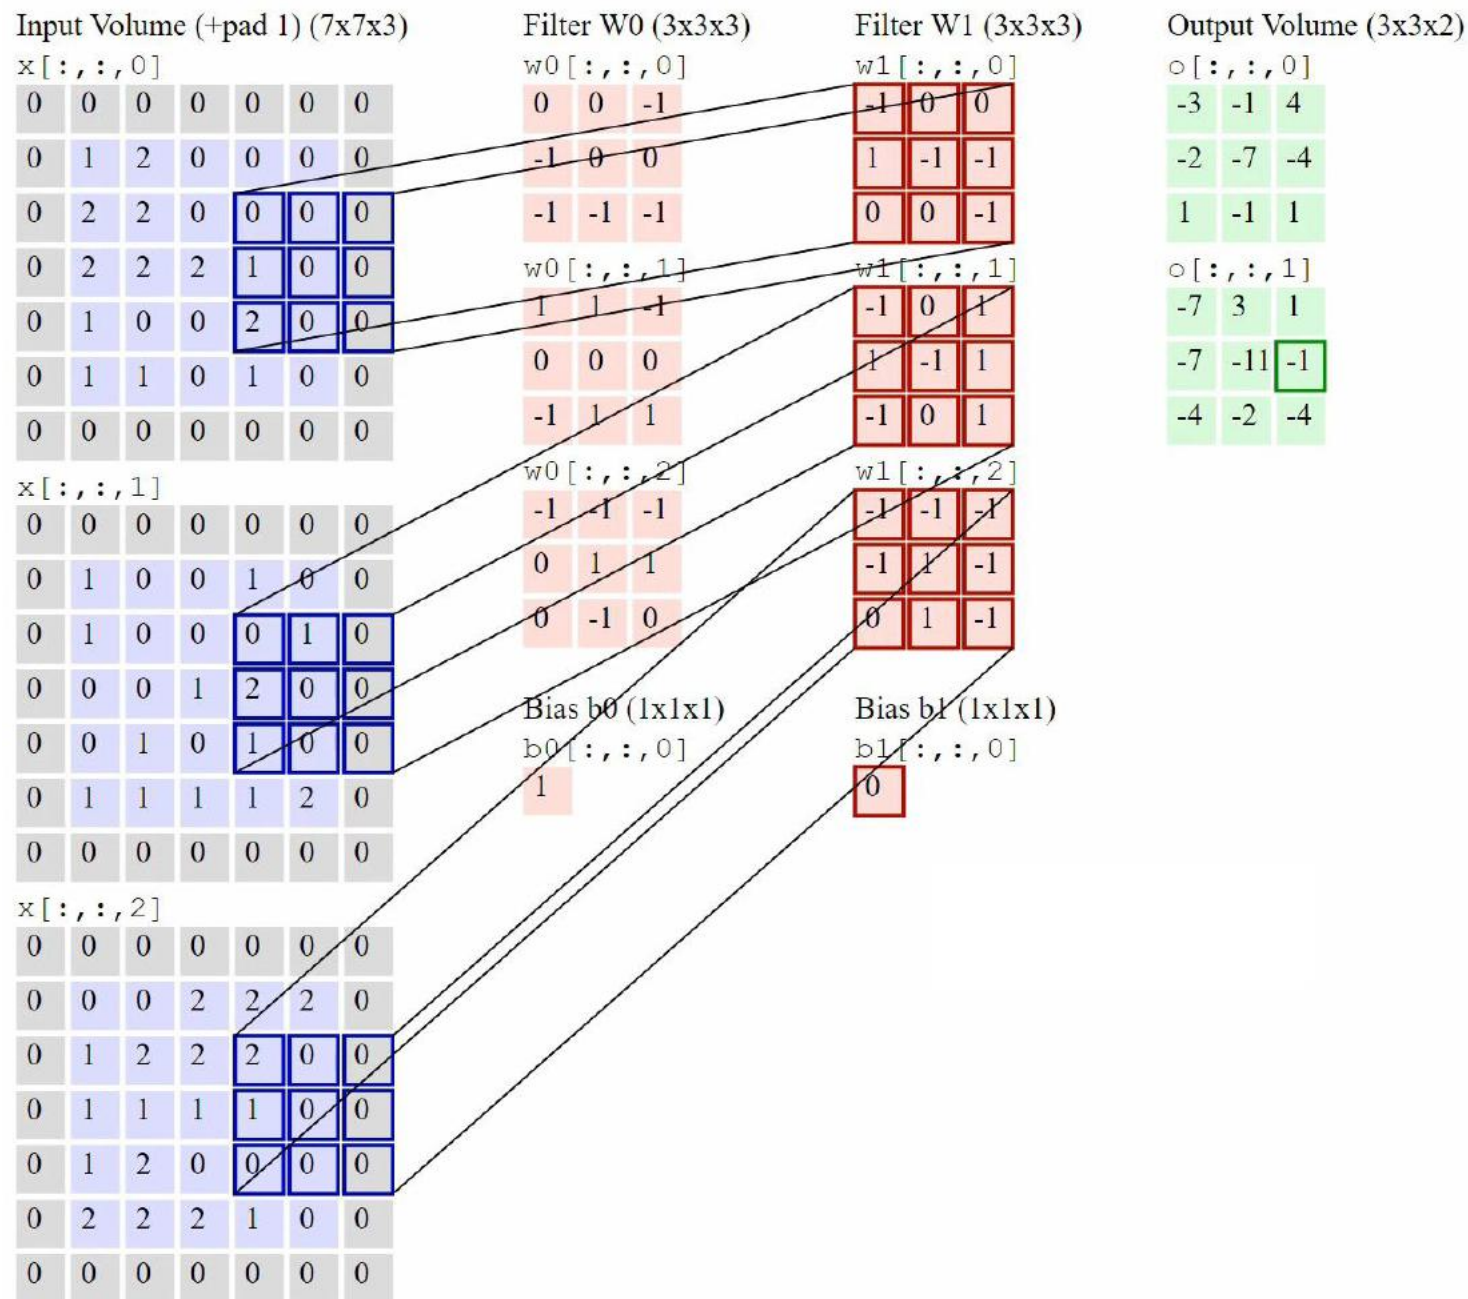 Input Volume (+pad 1) (7x7x3)
x[:,:,0]
0 0 0 0 0 0 0
0 1 2 0 0 0 0
0 2 2 0 0 0 0
0 2 2 2 1 0 0
0 1 0 0 2 0 0
0 1 1 0 1 0 0
0 0 0 0 0 0 0
x[:,:,1]
0 0 0 0 0 0 0
0 1 0 0 1 0 0
0 1 0 0 0 1 0
0 0 0 1 2 0 0
0 0 1 0 1 0 0
0 1 1 1 1 2 0
0 0 0 0 0 0 0
x[:,:,2]
0 0 0 0 0 0 0
0 0 0 2 2 2 0
0 1 2 2 2 0 0
0 1 1 1 1 0 0
0 1 2 0 0 0 0
0 2 2 2 1 0 0
0 0 0 0 0 0 0
Filter W0 (3x3x3)
w0[:,:,0]
0 0 -1
-1 0 0
-1 -1 -1
w0[:,:,1]
1 1 -1
0 0 0
-1 1 1
w0[:,:,2]
-1 -1 -1
0 1 1
0 -1 0
Bias b0 (1x1x1)
b0[:,:,0]
1
Filter W1 (3x3x3)
w1[:,:,0]
-1 0 0
1 -1 -1
0 0 -1
w1[:,:,1]
-1 0 1
1 -1 1
-1 0 1
w1[:,:,2]
-1 -1 -1
-1 1 -1
0 1 -1
Bias b1 (1x1x1)
b1[:,:,0]
0
Output Volume (3x3x2)
o[:,:,0]
-3 -1 4
-2 -7 -4
1 -1 1
o[:,:,1]
-7 3 1
-7 -11 -1
-4 -2 -4